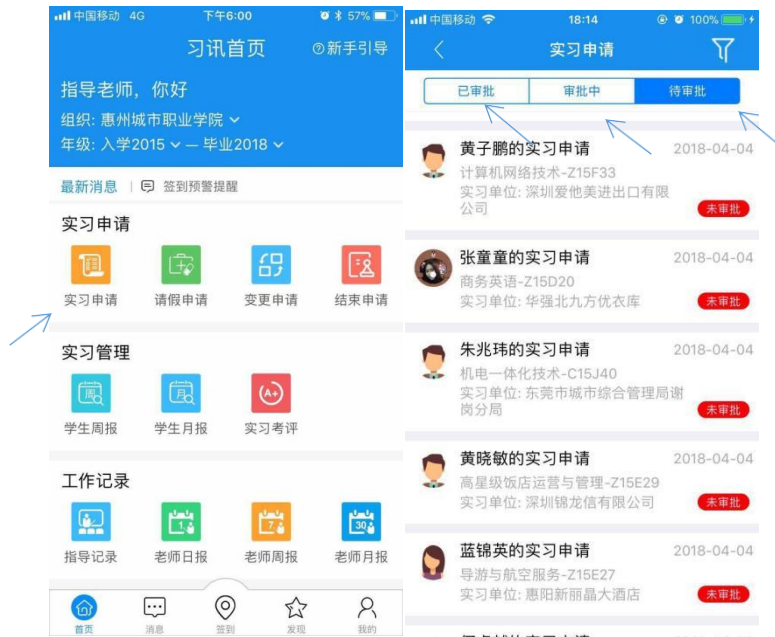 中国移动 4G 下午6:00 57%
习讯首页 新手引导
指导老师，你好
组织: 惠州城市职业学院
年级: 入学2015 — 毕业2018
最新消息 签到预警提醒
实习申请
实习申请 请假申请 变更申请 结束申请
实习管理
周 月 A+
学生周报 学生月报 实习考评
工作记录
1 7 30
指导记录 老师日报 老师周报 老师月报
首页 消息 签到 发现 我的
中国移动 18:14 100%
实习申请
已审批 审批中 待审批
黄子鹏的实习申请 2018-04-04
计算机网络技术-Z15F33
实习单位: 深圳爱他美进出口有限
公司 未审批
张童童的实习申请 2018-04-04
商务英语-Z15D20
实习单位: 华强北九方优衣库 未审批
朱兆玮的实习申请 2018-04-04
机电一体化技术-C15J40
实习单位: 东莞市城市综合管理局谢
岗分局 未审批
黄晓敏的实习申请 2018-04-04
高星级饭店运营与管理-Z15E29
实习单位: 深圳锦龙信有限公司 未审批
蓝锦英的实习申请 2018-04-04
导游与航空服务-Z15E27
实习单位: 惠阳新丽晶大酒店 未审批